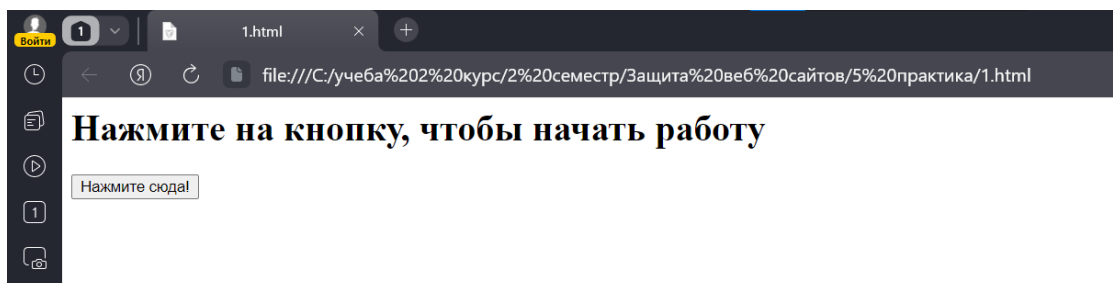 Войти
1
1.html
Я
file:///C:/учеба%202%20курс/2%20семестр/Защита%20веб%20сайтов/5%20практика/1.html
Нажмите на кнопку, чтобы начать работу
Нажмите сюда!
1